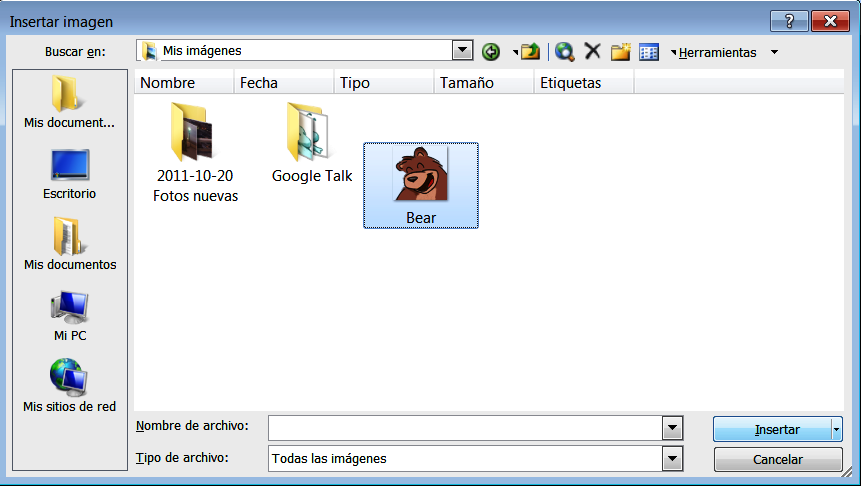 Insertar imagen
Buscar en:
Mis imágenes
Herramientas
Mis document...
Escritorio
Mis documentos
Mi PC
Mis sitios de red
Nombre Fecha Tipo Tamaño Etiquetas
2011-10-20
Fotos nuevas
Google Talk
Bear
Nombre de archivo:
Insertar
Tipo de archivo:
Todas las imágenes
Cancelar